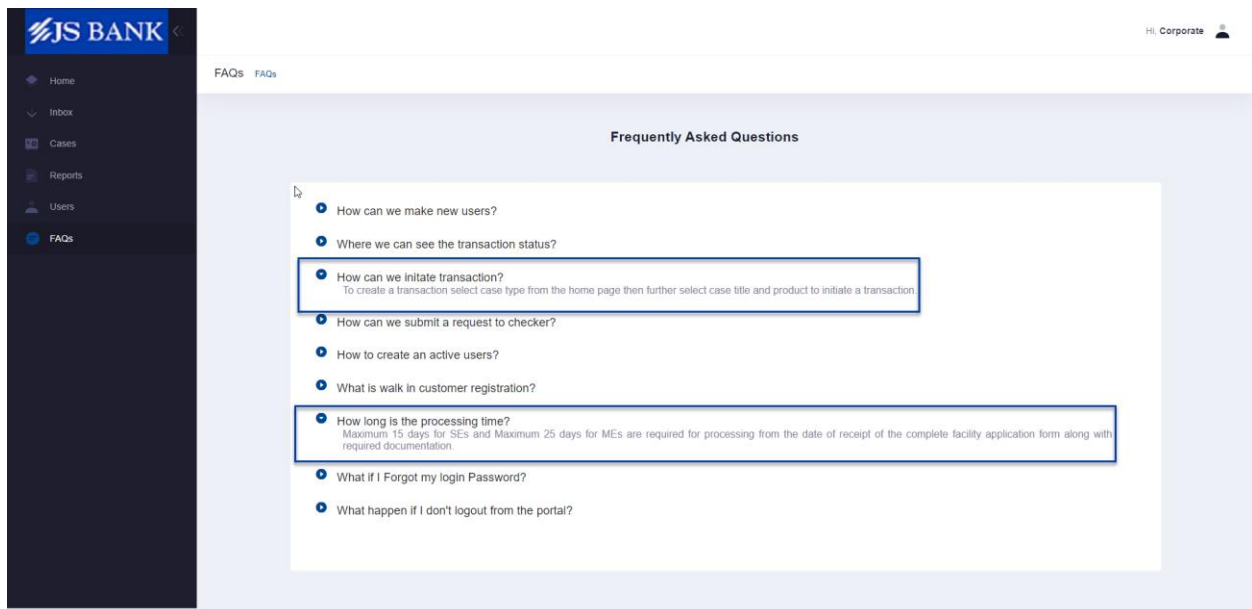 JS BANK
Hi, Corporate
Home
Inbox
Cases
Reports
Users
FAQs
FAQs FAQs
Frequently Asked Questions
How can we make new users?
Where we can see the transaction status?
How can we initate transaction?
To create a transaction select case type from the home page then further select case title and product to initiate a transaction.
How can we submit a request to checker?
How to create an active users?
What is walk in customer registration?
How long is the processing time?
Maximum 15 days for SEs and Maximum 25 days for MEs are required for processing from the date of receipt of the complete facility application form along with
required documentation.
What if I Forgot my login Password?
What happen if I don't logout from the portal?